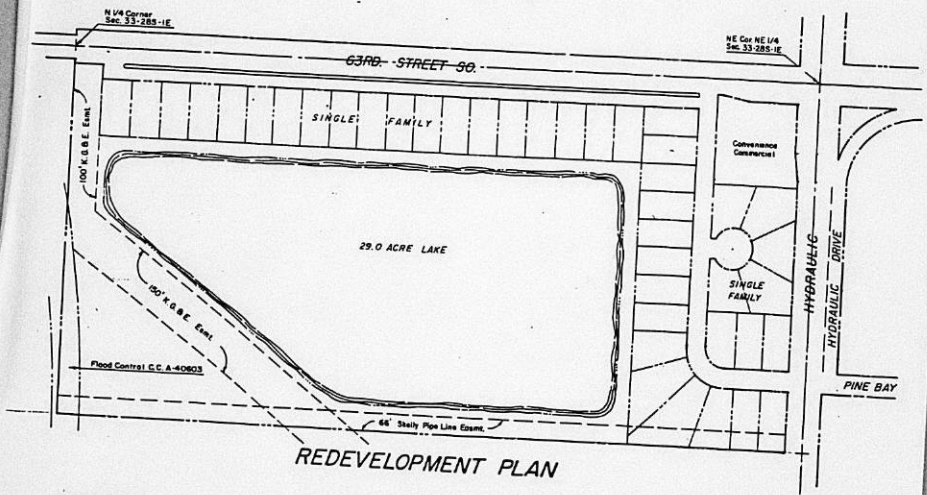 N 1/4 Corner
Sec. 33-28S-1E
NE Cor NE 1/4
Sec. 33-28S-1E
63RD. STREET SO.
100' K.G.&E. Esmt.
SINGLE FAMILY
Convenience
Commercial
29.0 ACRE LAKE
HYDRAULIC
HYDRAULIC DRIVE
150' K.G.&E. Esmt.
SINGLE
FAMILY
Flood Control C.C. A-40603
PINE BAY
66' Skelly Pipe Line Easmt.
REDEVELOPMENT PLAN